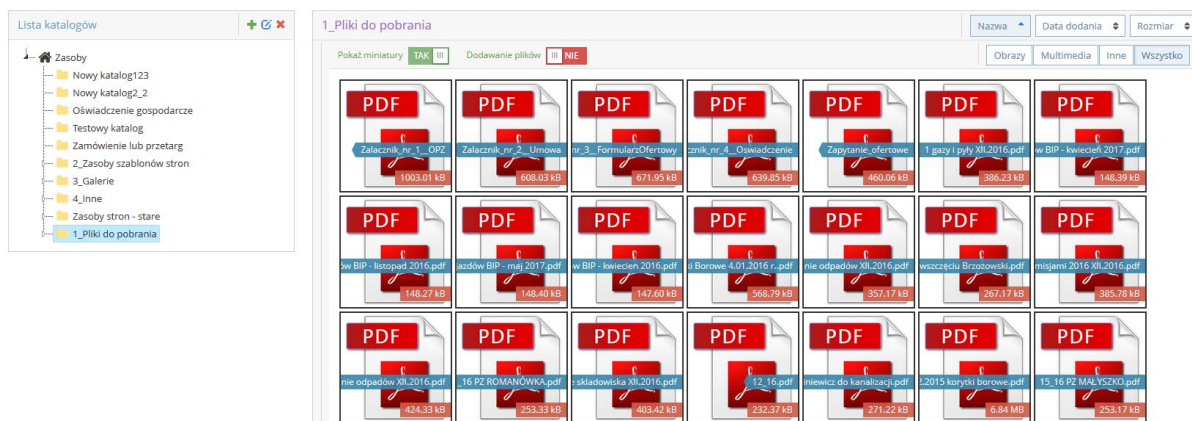 Lista katalogów
Zasoby
Nowy katalog123
Nowy katalog2_2
Oświadczenie gospodarcze
Testowy katalog
Zamówienie lub przetarg
2_Zasoby szablonów stron
3_Galerie
4_Inne
Zasoby stron - stare
1_Pliki do pobrania
1_Pliki do pobrania
Nazwa Data dodania Rozmiar
Pokaż miniatury TAK Dodawanie plików NIE
Obrazy Multimedia Inne Wszystko
PDF PDF PDF PDF PDF PDF PDF
Zalacznik_nr_1__OPZ Zalacznik_nr_2__Umowa nr_3__FormularzOfertowy znik_nr_4__Oswiadczenie Zapytanie_ofertowe 1 gazy i pyły XII.2016.pdf w BIP - kwiecień 2017.pdf
1003.01 kB 608.03 kB 671.95 kB 639.85 kB 460.06 kB 386.23 kB 148.39 kB
PDF PDF PDF PDF PDF PDF PDF
ów BIP - listopad 2016.pdf jazdów BIP - maj 2017.pdf w BIP - kwiecien 2016.pdf ki Borowe 4.01.2016 r..pdf nie odpadów XII.2016.pdf wszczęciu Brzozowski.pdf misjami 2016 XII.2016.pdf
148.27 kB 148.40 kB 147.60 kB 568.79 kB 357.17 kB 267.17 kB 385.78 kB
PDF PDF PDF PDF PDF PDF
nie odpadów XII.2016.pdf _16 PZ ROMANÓWKA.pdf e skladowiska XII.2016.pdf 12_16.pdf iniewicz do kanalizacji.pdf 2.2015 korytki borowe.pdf 15_16 PZ MAŁYSZKO.pdf
424.33 kB 253.33 kB 403.42 kB 232.37 kB 271.22 kB 6.84 MB 253.17 kB